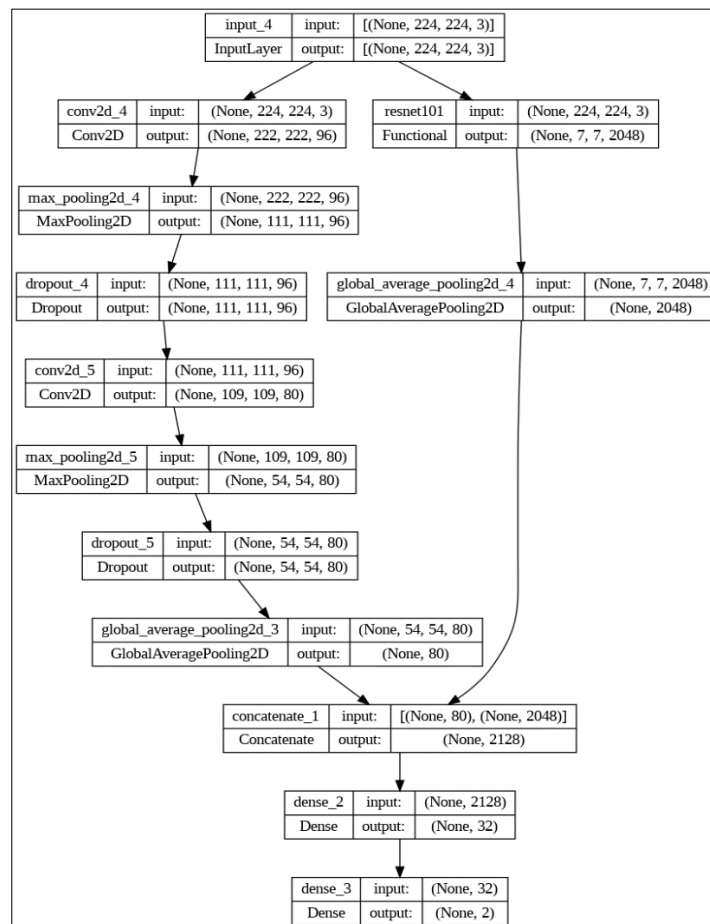 input_4 input: [(None, 224, 224, 3)]
InputLayer output: [(None, 224, 224, 3)]
conv2d_4 input: (None, 224, 224, 3)
Conv2D output: (None, 222, 222, 96)
resnet101 input: (None, 224, 224, 3)
Functional output: (None, 7, 7, 2048)
max_pooling2d_4 input: (None, 222, 222, 96)
MaxPooling2D output: (None, 111, 111, 96)
dropout_4 input: (None, 111, 111, 96)
Dropout output: (None, 111, 111, 96)
global_average_pooling2d_4 input: (None, 7, 7, 2048)
GlobalAveragePooling2D output: (None, 2048)
conv2d_5 input: (None, 111, 111, 96)
Conv2D output: (None, 109, 109, 80)
max_pooling2d_5 input: (None, 109, 109, 80)
MaxPooling2D output: (None, 54, 54, 80)
dropout_5 input: (None, 54, 54, 80)
Dropout output: (None, 54, 54, 80)
global_average_pooling2d_3 input: (None, 54, 54, 80)
GlobalAveragePooling2D output: (None, 80)
concatenate_1 input: [(None, 80), (None, 2048)]
Concatenate output: (None, 2128)
dense_2 input: (None, 2128)
Dense output: (None, 32)
dense_3 input: (None, 32)
Dense output: (None, 2)